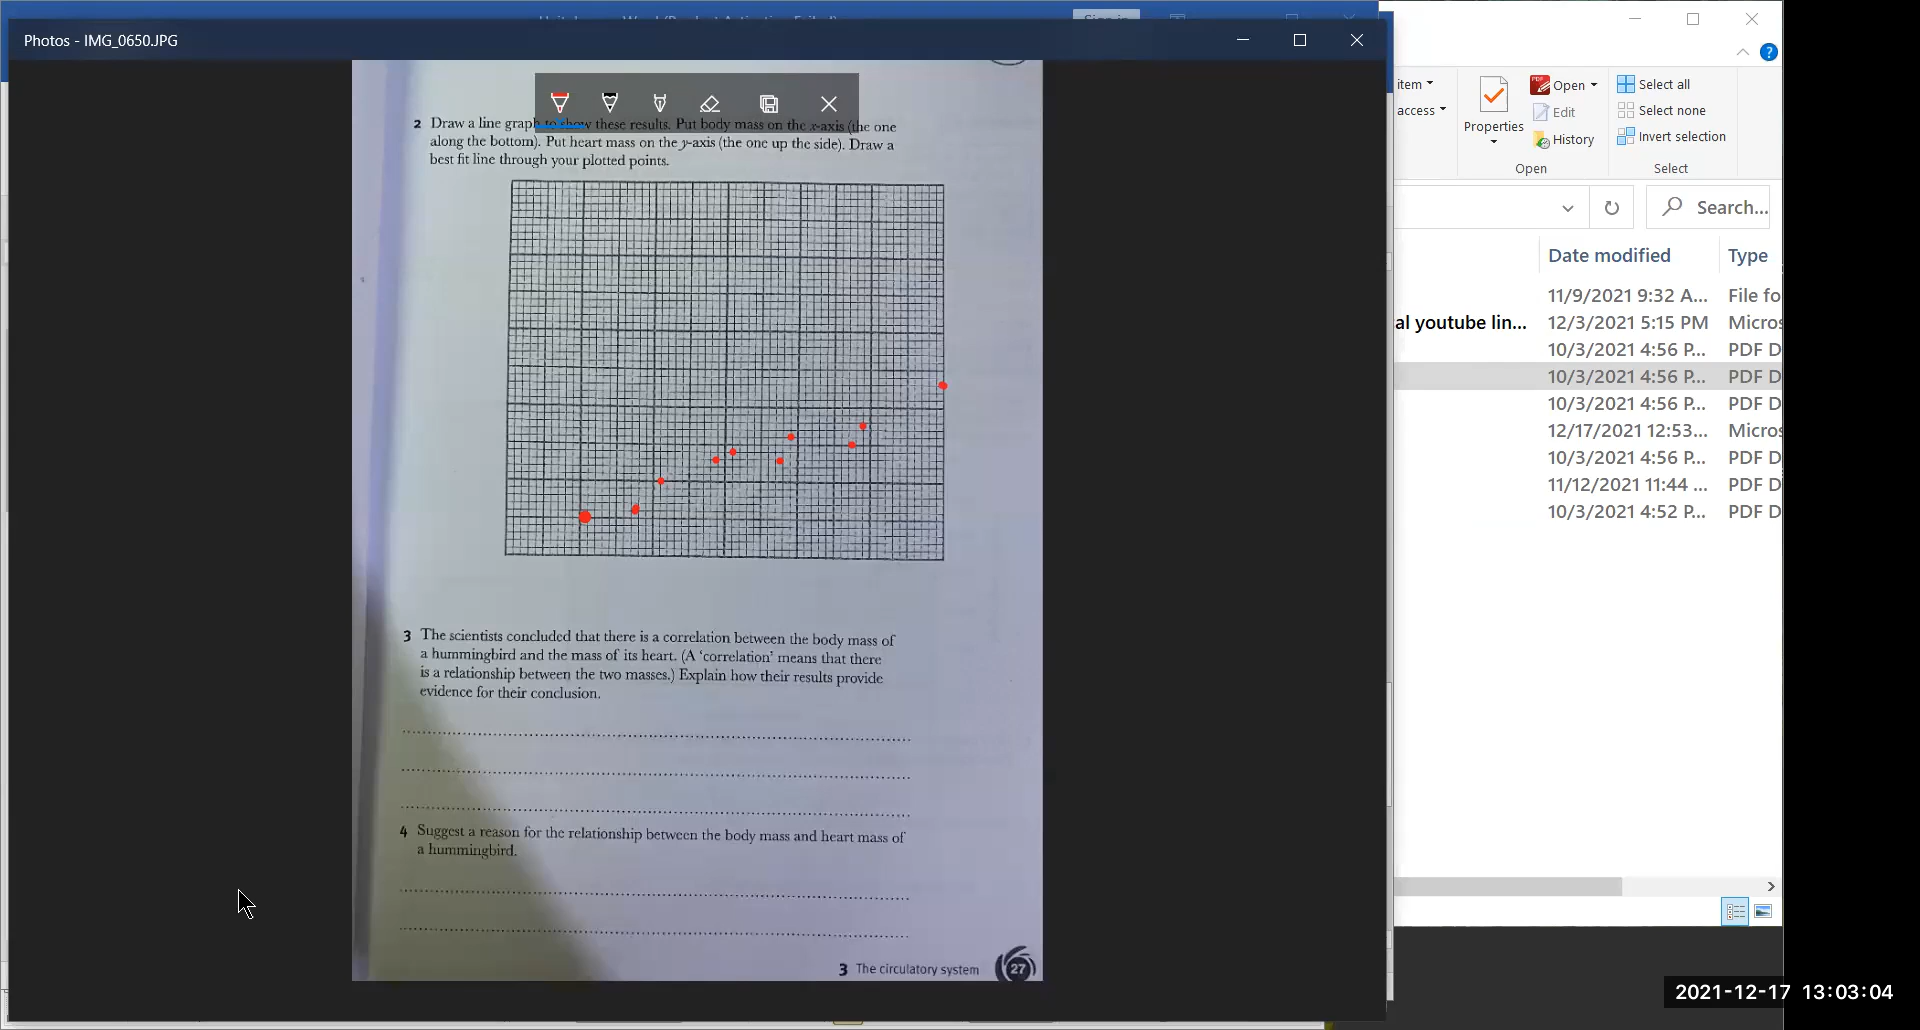 Sign in
Photos - IMG_0650.JPG
2 Draw a line graph to show these results. Put body mass on the x-axis (the one
along the bottom). Put heart mass on the y-axis (the one up the side). Draw a
best fit line through your plotted points.
3 The scientists concluded that there is a correlation between the body mass of
a hummingbird and the mass of its heart. (A 'correlation' means that there
is a relationship between the two masses.) Explain how their results provide
evidence for their conclusion.
4 Suggest a reason for the relationship between the body mass and heart mass of
a hummingbird.
3 The circulatory system 27
?
item
access
Properties
Open
Edit
History
Open
Select all
Select none
Invert selection
Select
Search...
Date modified Type
11/9/2021 9:32 A... File fo
al youtube lin... 12/3/2021 5:15 PM Micros
10/3/2021 4:56 P... PDF D
10/3/2021 4:56 P... PDF D
10/3/2021 4:56 P... PDF D
12/17/2021 12:53... Micros
10/3/2021 4:56 P... PDF D
11/12/2021 11:44 ... PDF D
10/3/2021 4:52 P... PDF D
2021-12-17 13:03:04